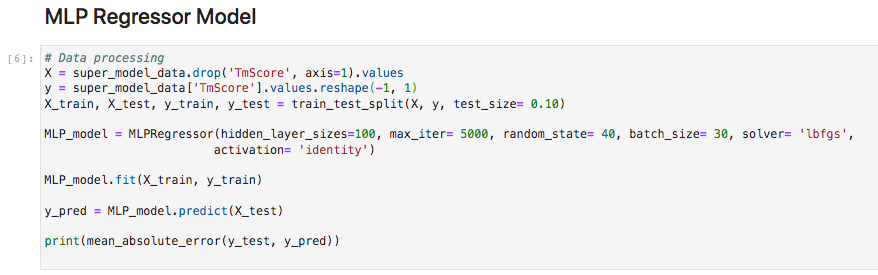 MLP Regressor Model
[6]: # Data processing
X = super_model_data.drop('TmScore', axis=1).values
y = super_model_data['TmScore'].values.reshape(-1, 1)
X_train, X_test, y_train, y_test = train_test_split(X, y, test_size= 0.10)
MLP_model = MLPRegressor(hidden_layer_sizes=100, max_iter= 5000, random_state= 40, batch_size= 30, solver= 'lbfgs',
activation= 'identity')
MLP_model.fit(X_train, y_train)
y_pred = MLP_model.predict(X_test)
print(mean_absolute_error(y_test, y_pred))